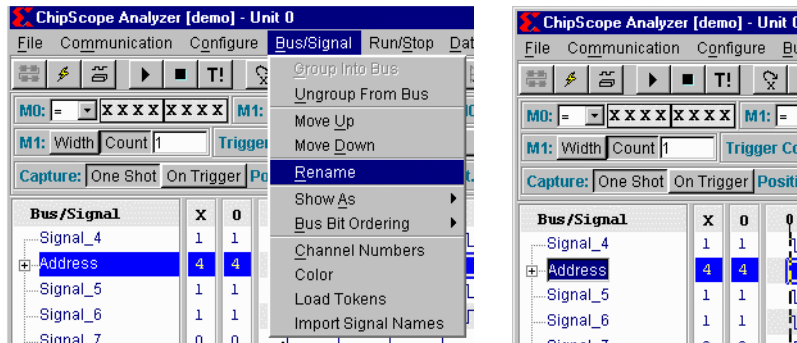 ChipScope Analyzer [demo] - Unit 0
File Communication Configure Bus/Signal Run/Stop Dat
T!
M0: = X X X X X X X X M1:
M1: Width Count 1 Trigger
Capture: One Shot On Trigger Po
Bus/Signal X 0
Signal_4 1 1
Address 4 4
Signal_5 1 1
Signal_6 1 1
Signal_7 0 0
Group Into Bus
Ungroup From Bus
Move Up
Move Down
Rename
Show As
Bus Bit Ordering
Channel Numbers
Color
Load Tokens
Import Signal Names
ChipScope Analyzer [demo] - Unit 0
File Communication Configure Bu
T!
M0: = X X X X X X X X M1: =
M1: Width Count 1 Trigger Co
Capture: One Shot On Trigger Positi
Bus/Signal X 0 0
Signal_4 1 1
Address 4 4
Signal_5 1 1
Signal_6 1 1